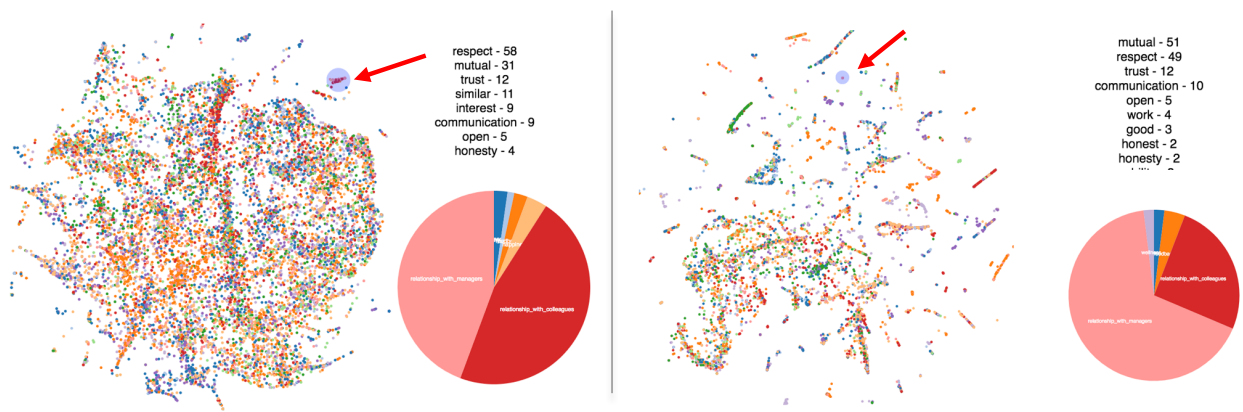 respect - 58
mutual - 31
trust - 12
similar - 11
interest - 9
communication - 9
open - 5
honesty - 4
relationship_with_managers
relationship_with_colleagues
mutual - 51
respect - 49
trust - 12
communication - 10
open - 5
work - 4
good - 3
honest - 2
honesty - 2
relationship_with_colleagues
relationship_with_managers